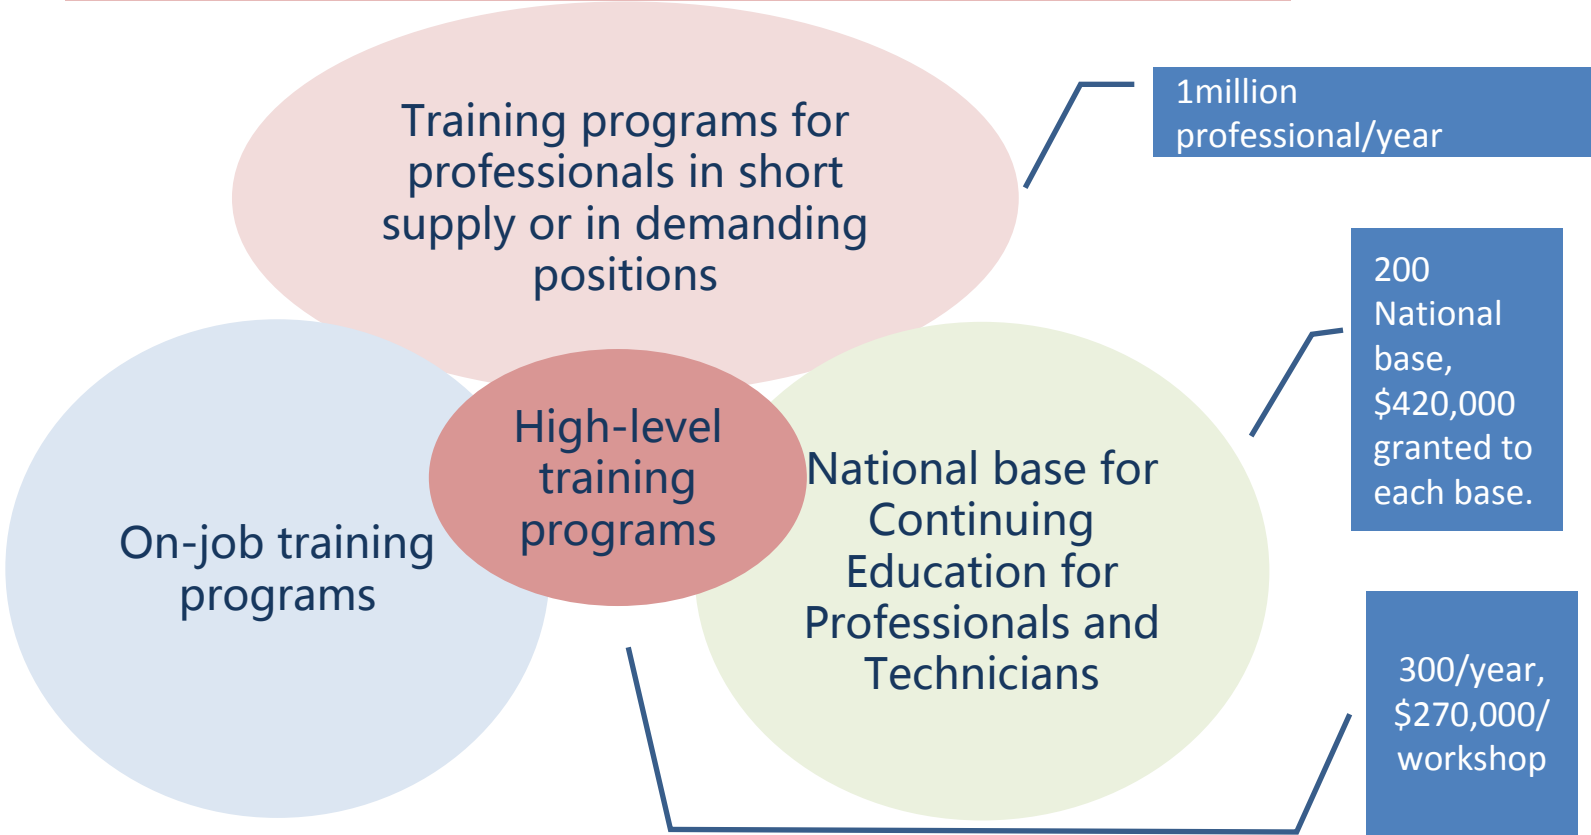 Training programs for
professionals in short
supply or in demanding
positions
1million
professional/year
200
National
base,
$420,000
granted to
each base.
High-level
training
programs
On-job training
programs
National base for
Continuing
Education for
Professionals and
Technicians
300/year,
$270,000/
workshop